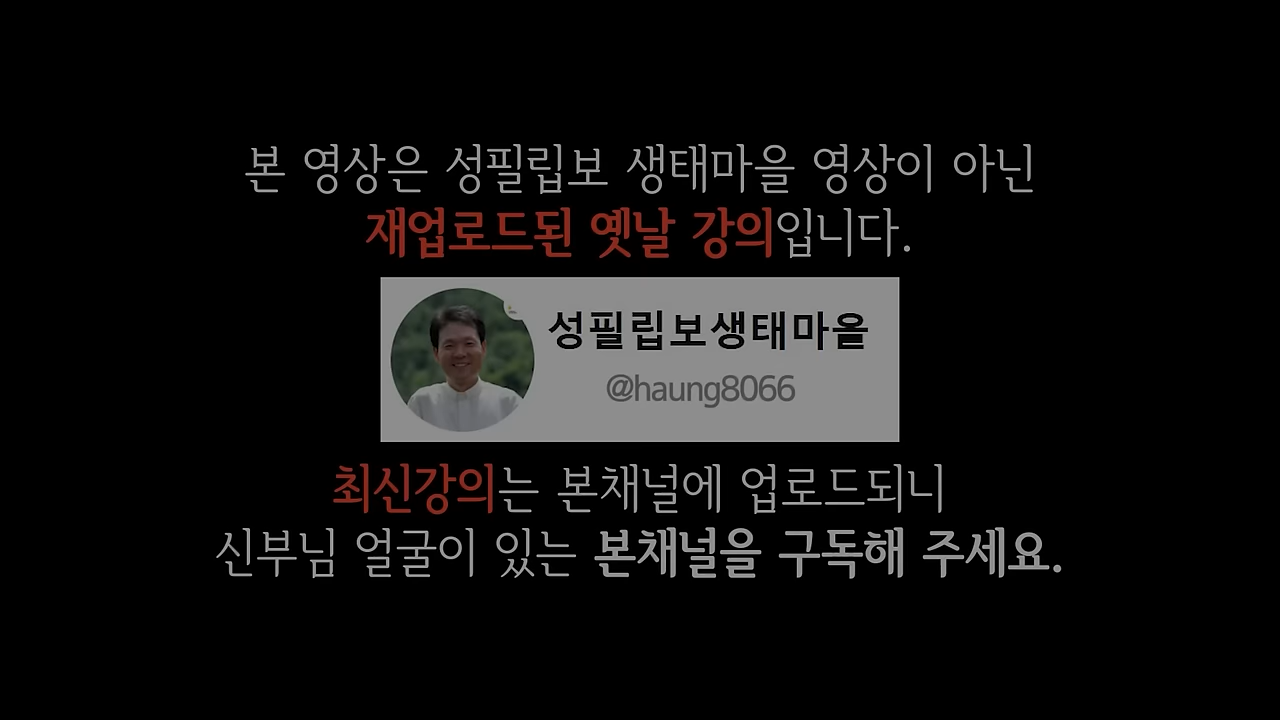 본 영상은 성필립보 생태마을 영상이 아닌
재업로드된 옛날 강의입니다.
성필립보생태마을
@haung8066
최신강의는 본채널에 업로드되니
신부님 얼굴이 있는 본채널을 구독해 주세요.